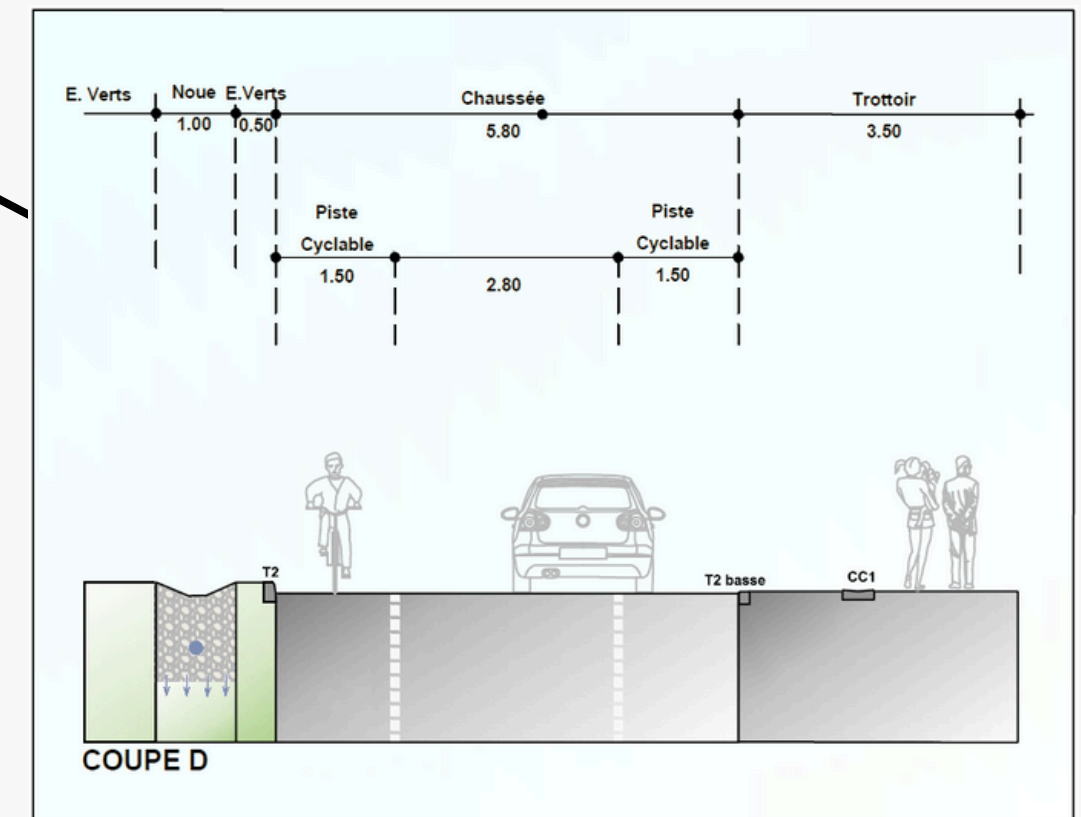 E. Verts
Noue
E.Verts
Chaussée
Trottoir
1.00
0.50
5.80
3.50
Piste
Cyclable
1.50
2.80
Piste
Cyclable
1.50
T2
T2 basse
CC1
COUPE D